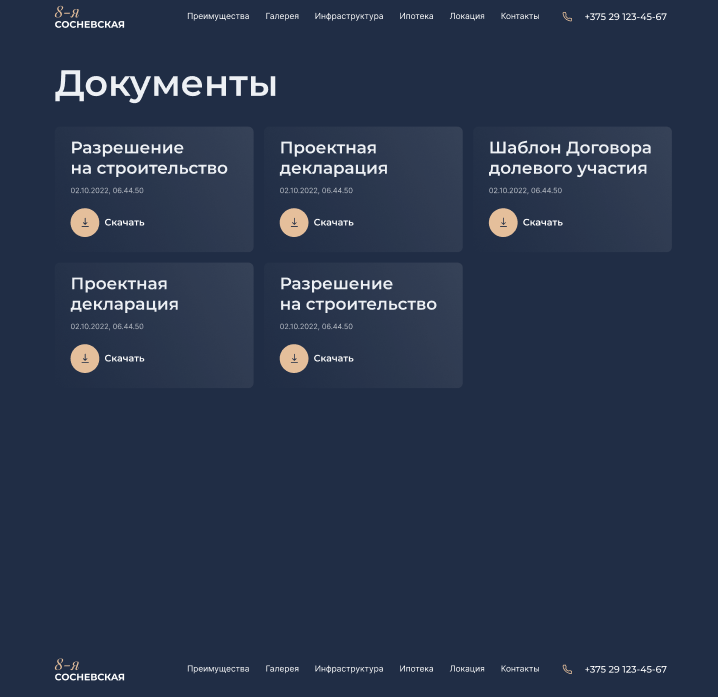 8-я
СОСНЕВСКАЯ
Преимущества Галерея Инфраструктура Ипотека Локация Контакты +375 29 123-45-67
Документы
Разрешение
на строительство
02.10.2022, 06.44.50
Скачать
Проектная
декларация
02.10.2022, 06.44.50
Скачать
Шаблон Договора
долевого участия
02.10.2022, 06.44.50
Скачать
Проектная
декларация
02.10.2022, 06.44.50
Скачать
Разрешение
на строительство
02.10.2022, 06.44.50
Скачать
8-я
СОСНЕВСКАЯ
Преимущества Галерея Инфраструктура Ипотека Локация Контакты +375 29 123-45-67